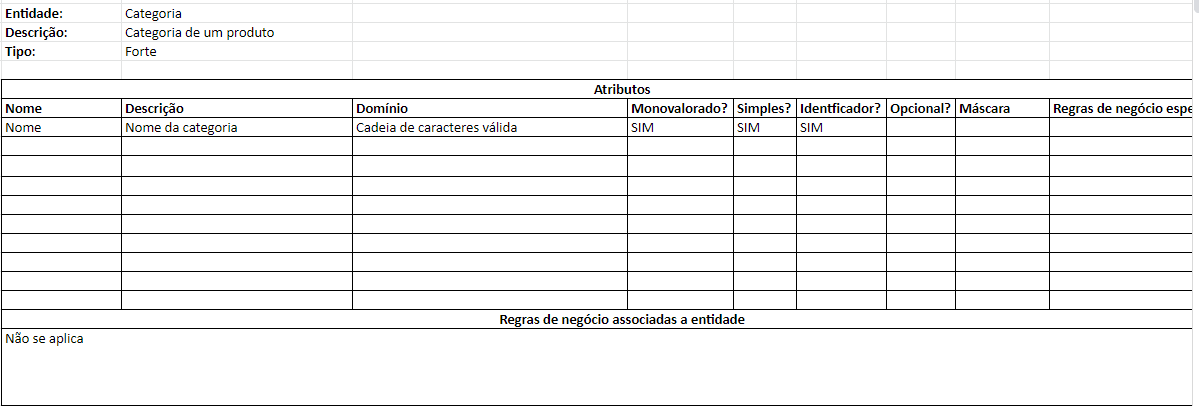 Entidade: Categoria
Descrição: Categoria de um produto
Tipo: Forte
Atributos
Nome Descrição Domínio Monovalorado? Simples? Identficador? Opcional? Máscara Regras de negócio espe
Nome Nome da categoria Cadeia de caracteres válida SIM SIM SIM
Regras de negócio associadas a entidade
Não se aplica